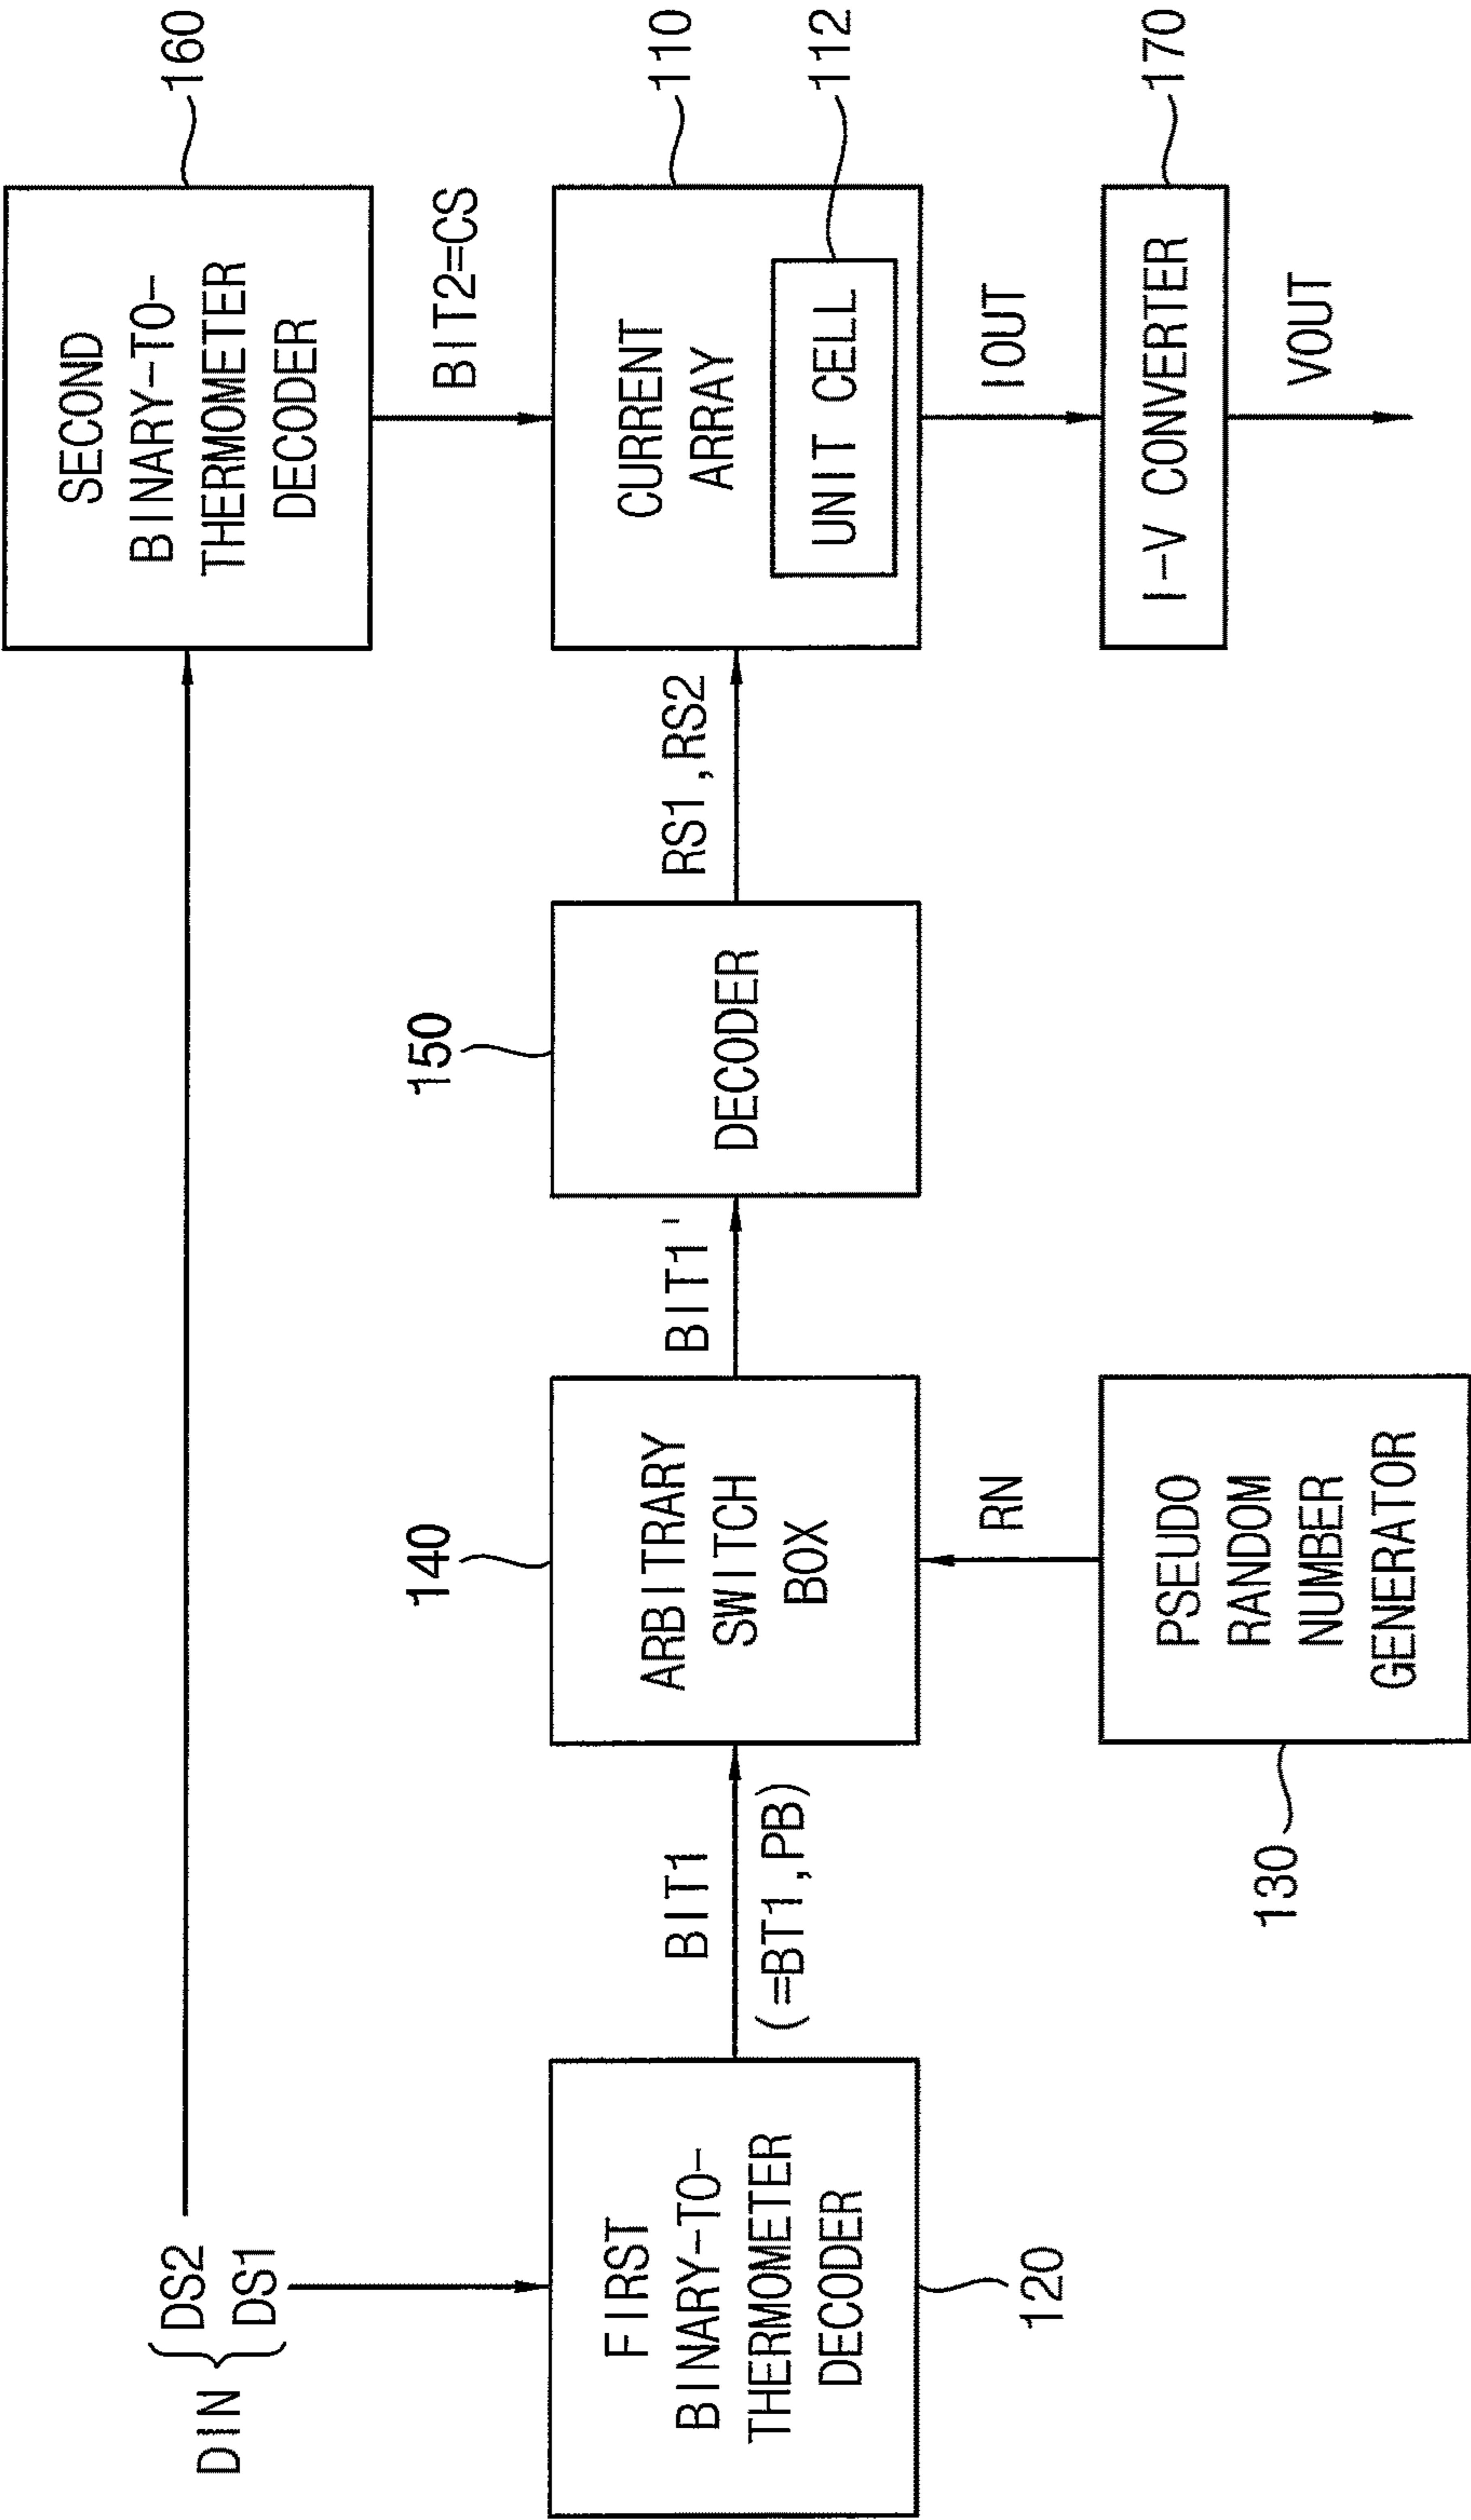 DIN
DS2
DS1
FIRST
BINARY-TO-
THERMOMETER
DECODER
120
BIT1
(=BT1,PB)
140
ARBITRARY
SWITCH
BOX
RN
PSEUDO
RANDOM
NUMBER
GENERATOR
130
BIT1'
150
DECODER
RS1,RS2
SECOND
BINARY-TO-
THERMOMETER
DECODER
160
BIT2=CS
CURRENT
ARRAY
110
UNIT CELL
112
IOUT
I-V CONVERTER
170
VOUT